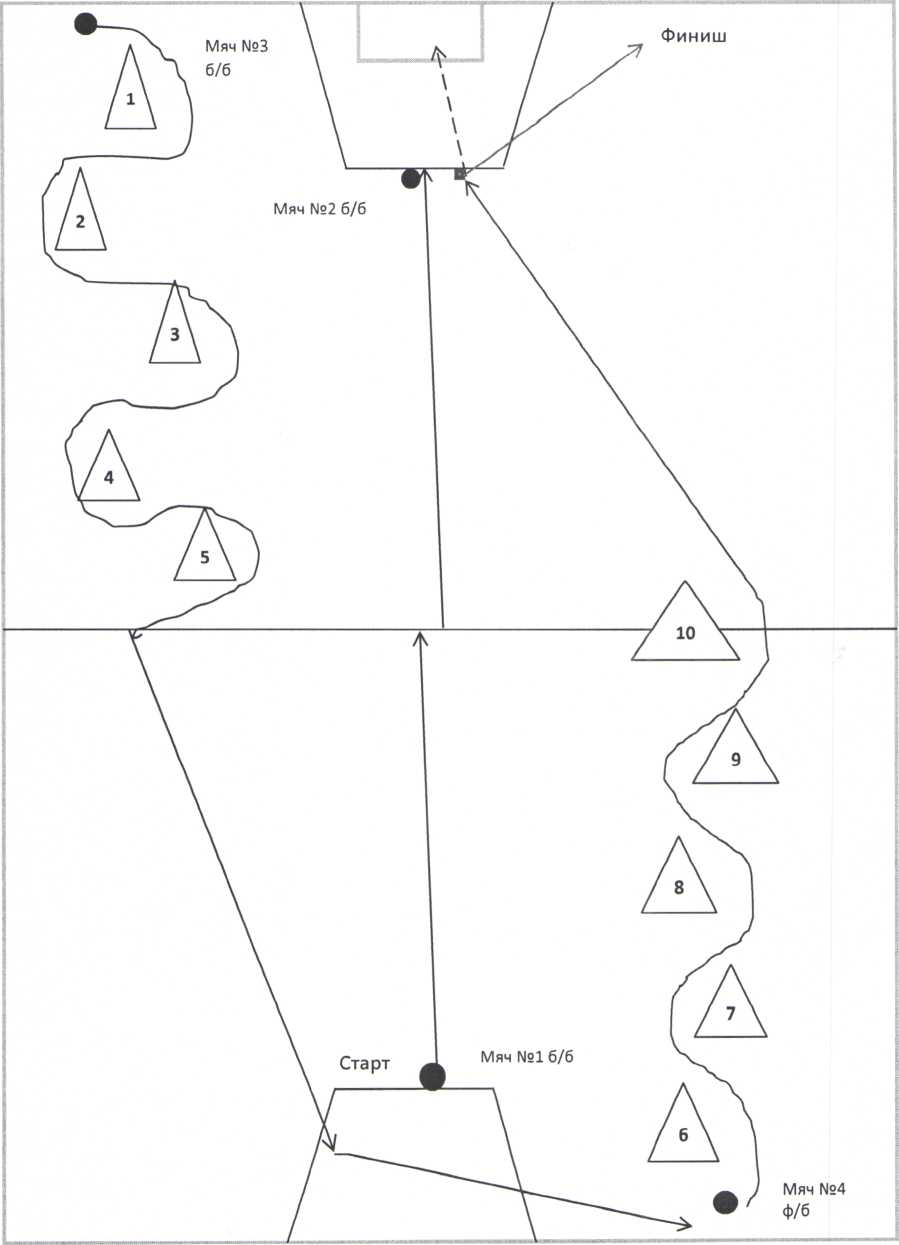 Мяч №3
б/б
Финиш
1
Мяч №2 б/б
2
3
4
5
10
9
8
7
Старт
Мяч №1 б/б
6
Мяч №4
ф/б